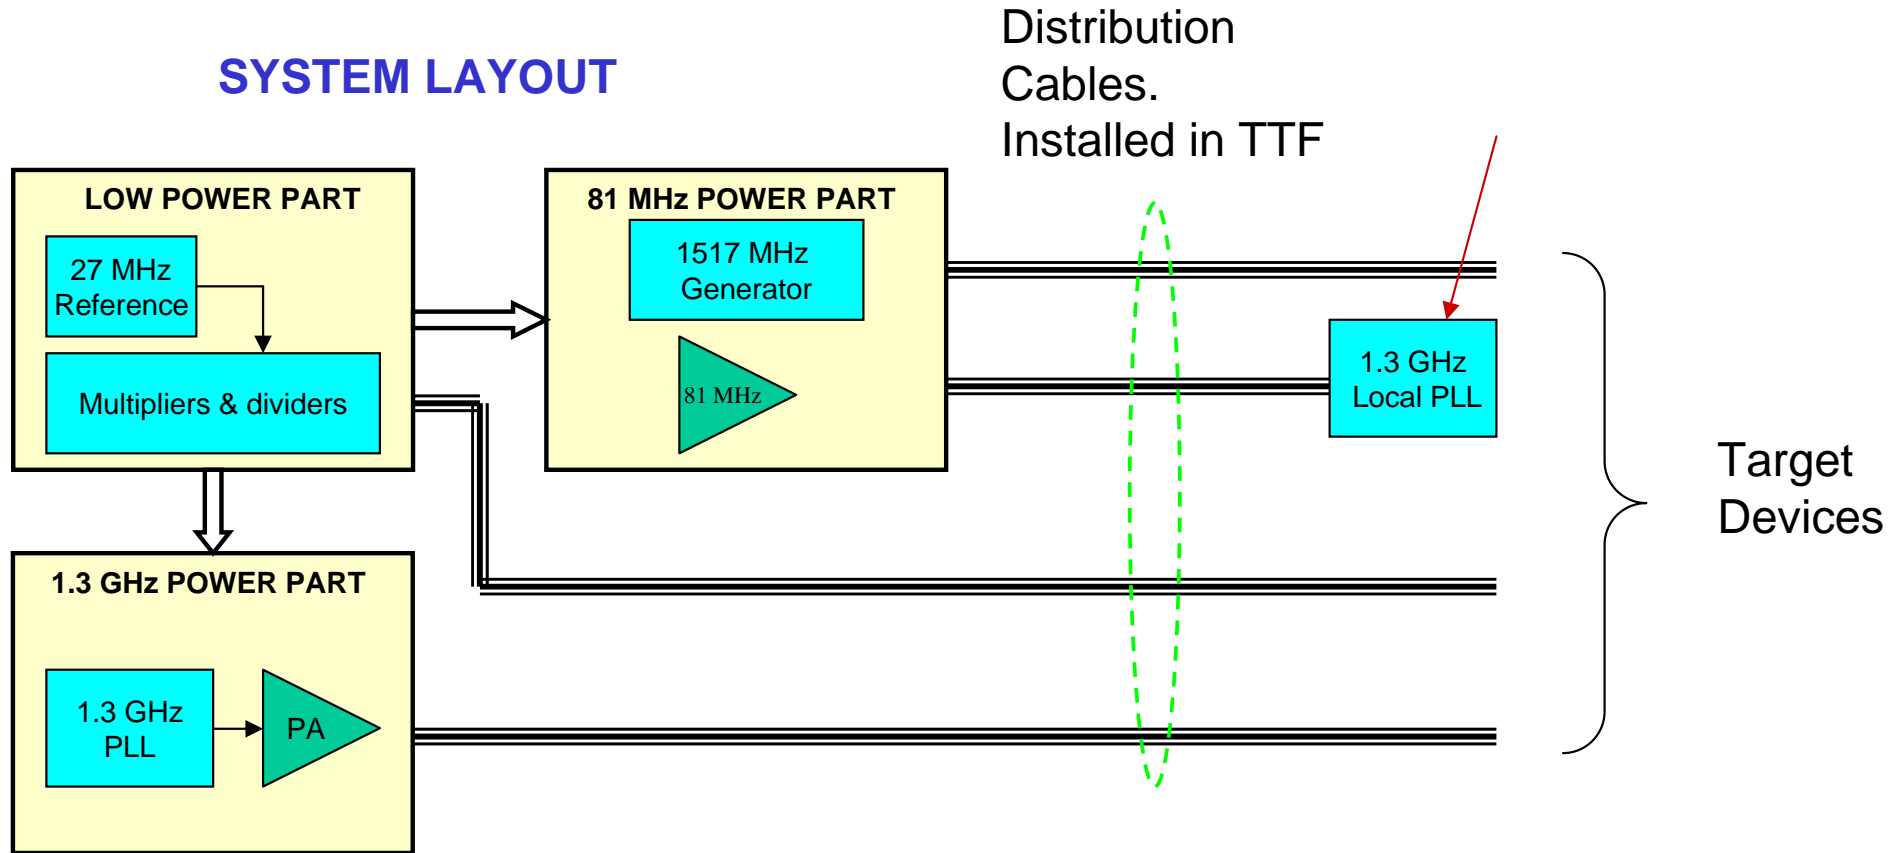 SYSTEM LAYOUT
Distribution
Cables.
Installed in TTF
LOW POWER PART
27 MHz
Reference
Multipliers & dividers
81 MHz POWER PART
1517 MHz
Generator
81 MHz
1.3 GHz
Local PLL
Target
Devices
1.3 GHz POWER PART
1.3 GHz
PLL
PA